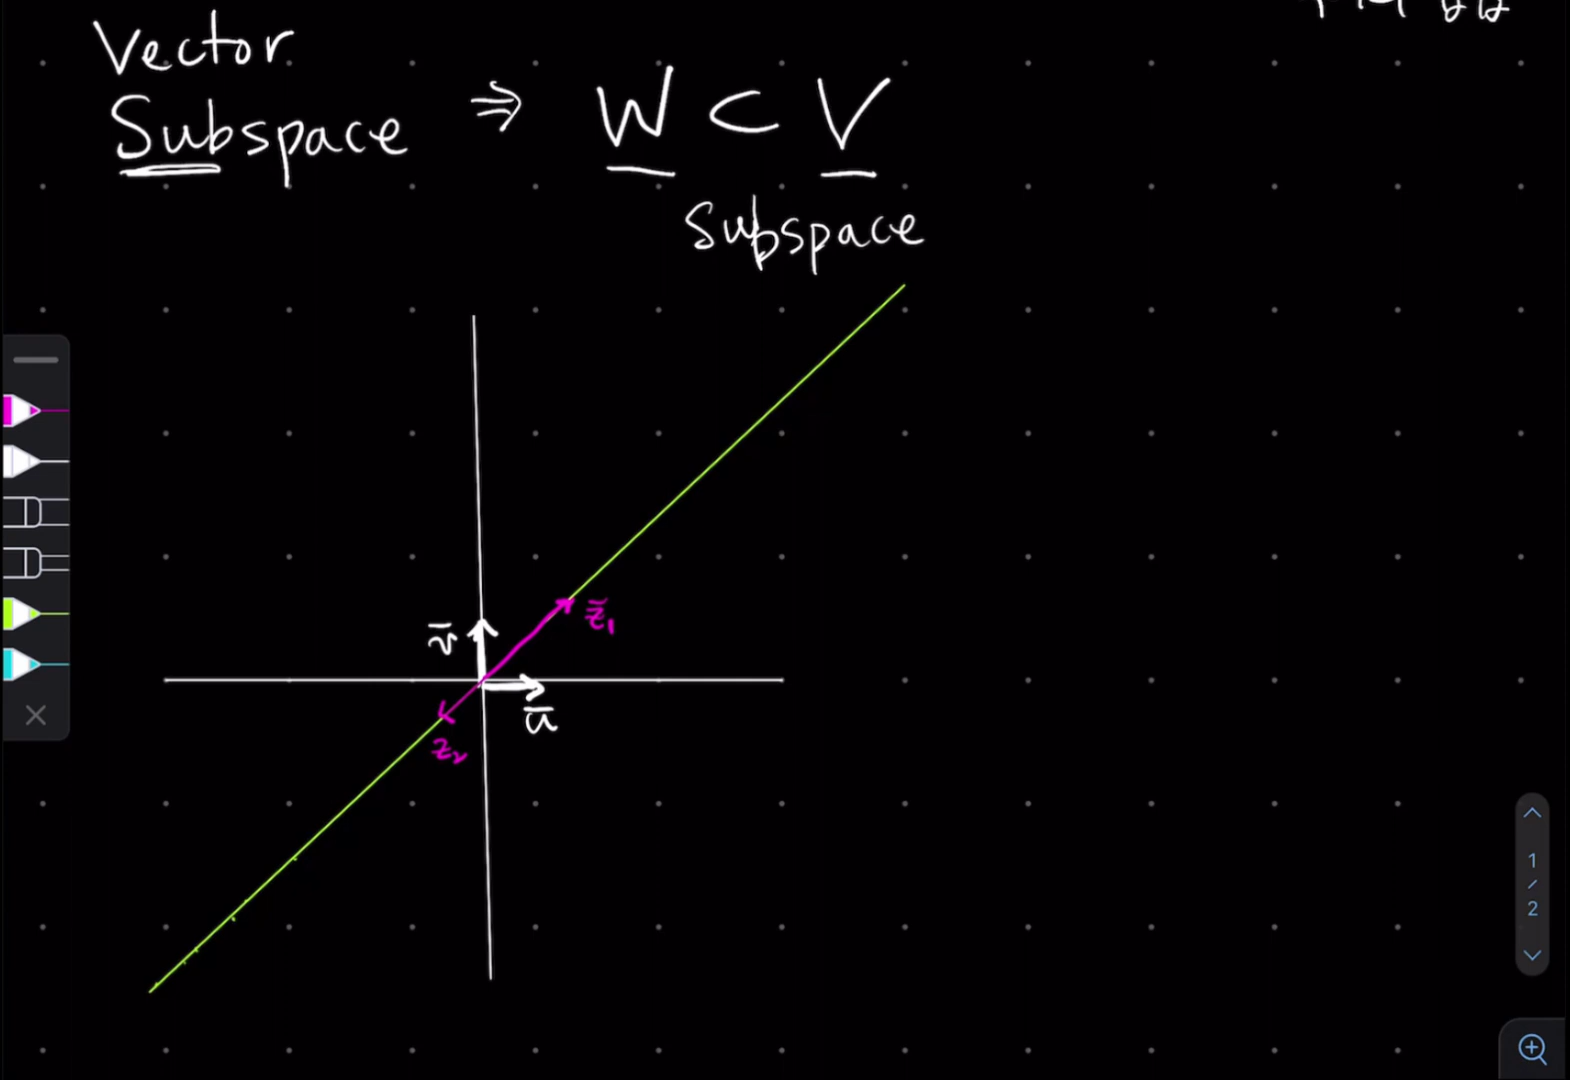 Vector
Subspace ⇒ W ⊂ V
Subspace
z̄₁
v̄
ū
z₂
1
/
2